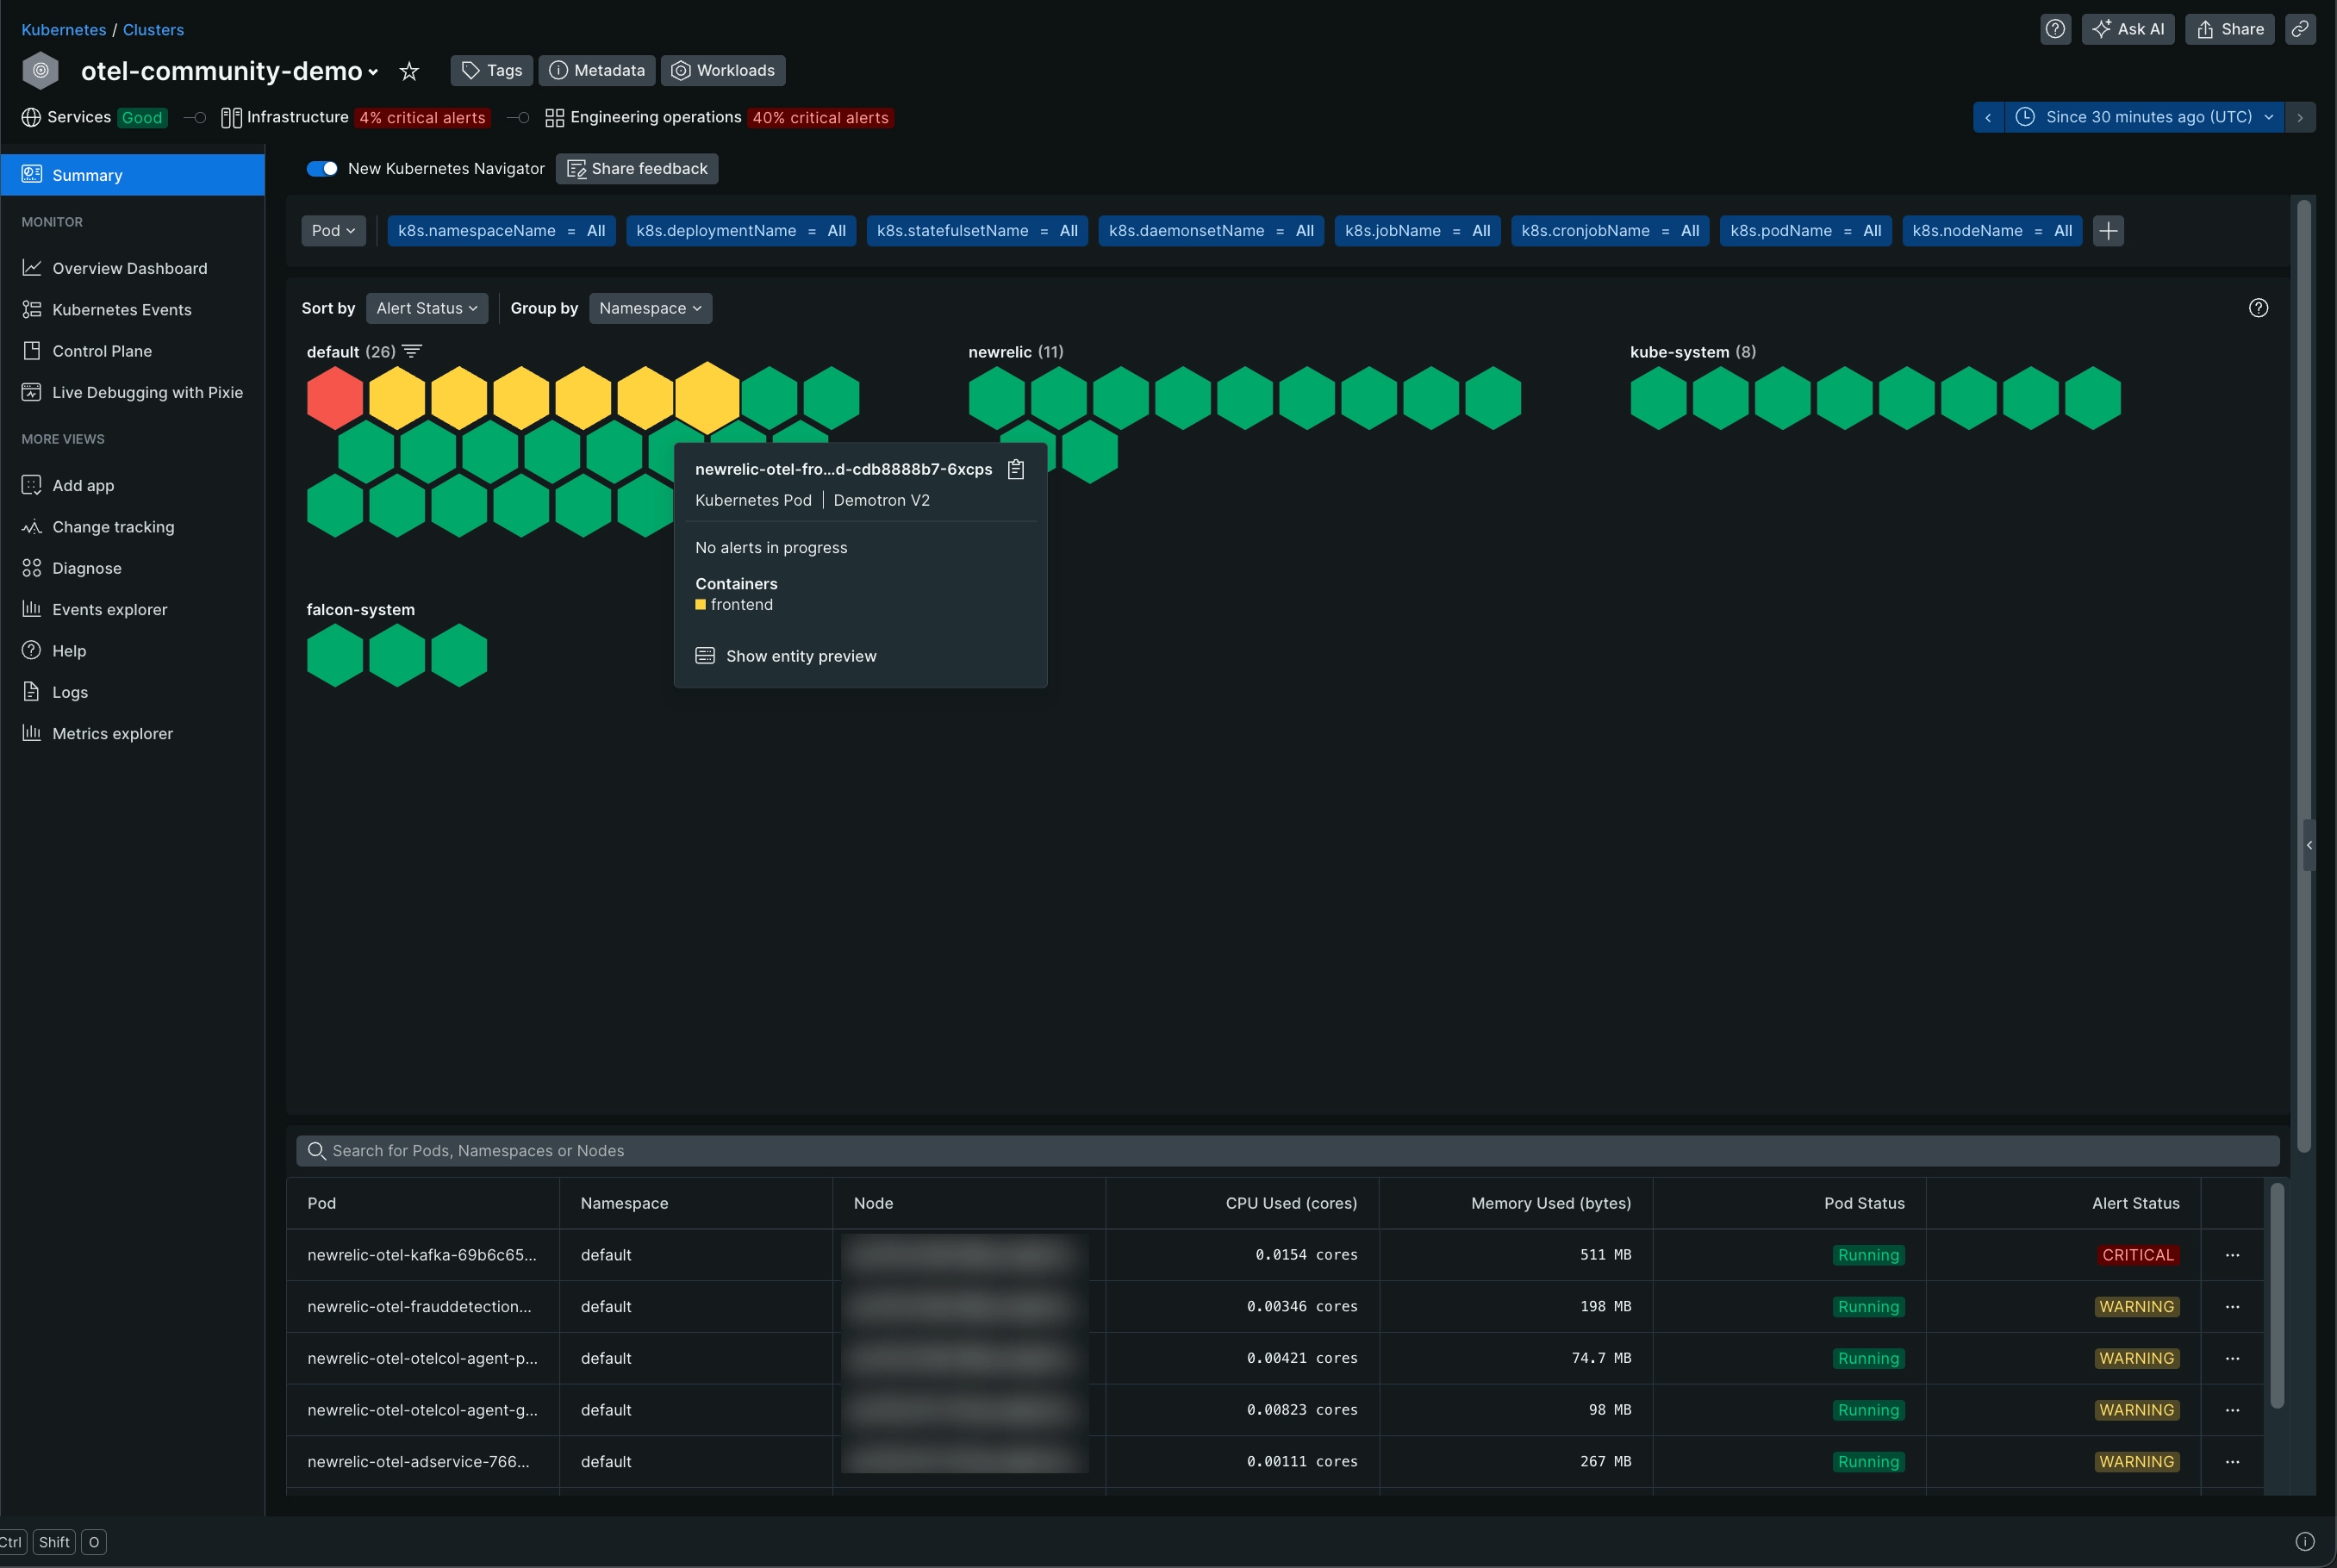 Kubernetes / Clusters
Ask AI
Share
otel-community-demo
Tags
Metadata
Workloads
Services Good
Infrastructure 4% critical alerts
Engineering operations 40% critical alerts
Since 30 minutes ago (UTC)
Summary
MONITOR
Overview Dashboard
Kubernetes Events
Control Plane
Live Debugging with Pixie
MORE VIEWS
Add app
Change tracking
Diagnose
Events explorer
Help
Logs
Metrics explorer
New Kubernetes Navigator
Share feedback
Pod
k8s.namespaceName = All
k8s.deploymentName = All
k8s.statefulsetName = All
k8s.daemonsetName = All
k8s.jobName = All
k8s.cronjobName = All
k8s.podName = All
k8s.nodeName = All
Sort by Alert Status
Group by Namespace
default (26)
newrelic (11)
kube-system (8)
newrelic-otel-fro...d-cdb8888b7-6xcps
Kubernetes Pod | Demotron V2
No alerts in progress
Containers
frontend
Show entity preview
falcon-system
Search for Pods, Namespaces or Nodes
Pod Namespace Node CPU Used (cores) Memory Used (bytes) Pod Status Alert Status
newrelic-otel-kafka-69b6c65... default 0.0154 cores 511 MB Running CRITICAL ...
newrelic-otel-frauddetection... default 0.00346 cores 198 MB Running WARNING ...
newrelic-otel-otelcol-agent-p... default 0.00421 cores 74.7 MB Running WARNING ...
newrelic-otel-otelcol-agent-g... default 0.00823 cores 98 MB Running WARNING ...
newrelic-otel-adservice-766... default 0.00111 cores 267 MB Running WARNING ...
Ctrl Shift O